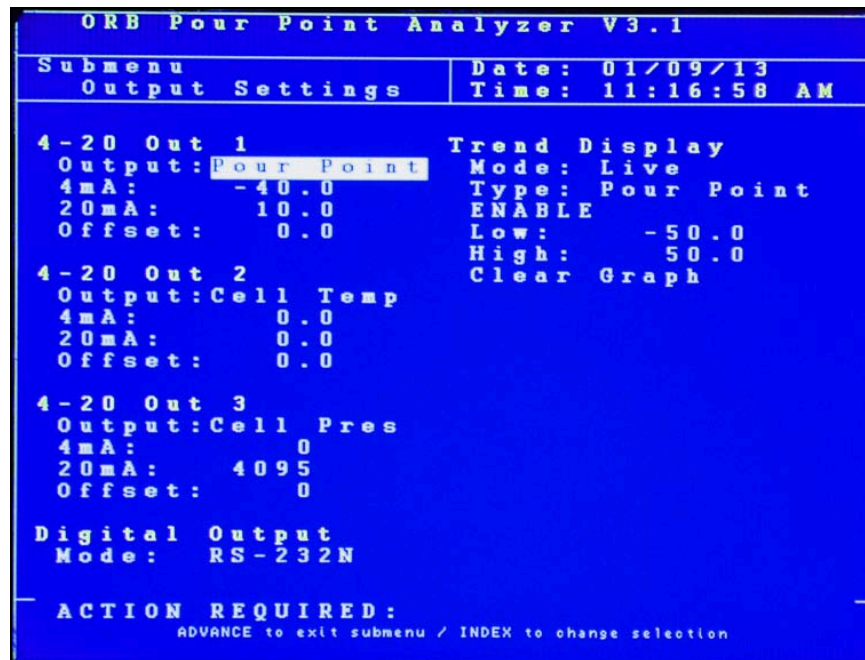 ORB Pour Point Analyzer V3.1
Submenu
Output Settings
Date: 01/09/13
Time: 11:16:58 AM
4-20 Out 1
Output:Pour Point
4mA: -40.0
20mA: 10.0
Offset: 0.0
4-20 Out 2
Output:Cell Temp
4mA: 0.0
20mA: 0.0
Offset: 0.0
4-20 Out 3
Output:Cell Pres
4mA: 0
20mA: 4095
Offset: 0
Digital Output
Mode: RS-232N
Trend Display
Mode: Live
Type: Pour Point
ENABLE
Low: -50.0
High: 50.0
Clear Graph
ACTION REQUIRED:
ADVANCE to exit submenu / INDEX to change selection